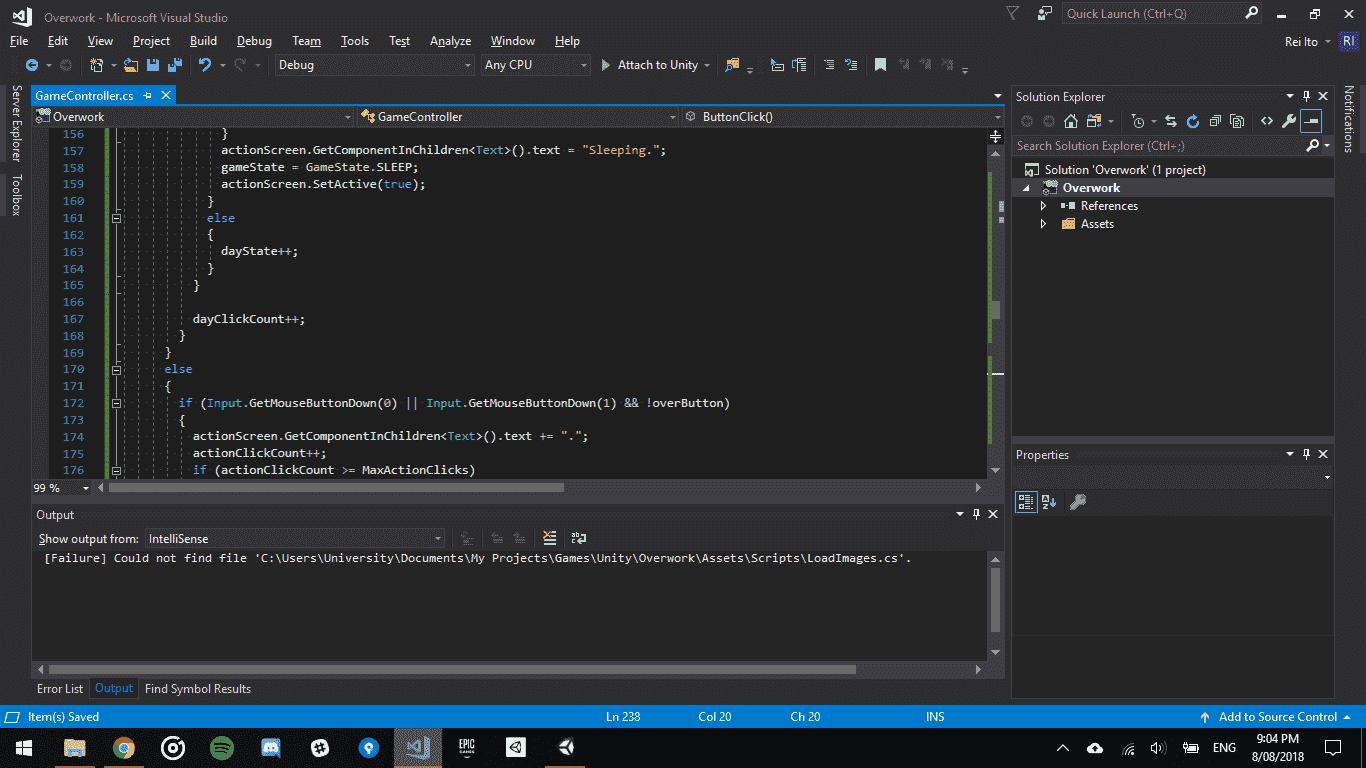 Overwork - Microsoft Visual Studio
Quick Launch (Ctrl+Q)
File Edit View Project Build Debug Team Tools Test Analyze Window Help
Rei Ito RI
Debug Any CPU Attach to Unity
Server Explorer
Toolbox
GameController.cs
Overwork GameController ButtonClick()
156 }
157 actionScreen.GetComponentInChildren<Text>().text = "Sleeping.";
158 gameState = GameState.SLEEP;
159 actionScreen.SetActive(true);
160 }
161 else
162 {
163 dayState++;
164 }
165 }
166
167 dayClickCount++;
168 }
169 }
170 else
171 {
172 if (Input.GetMouseButtonDown(0) || Input.GetMouseButtonDown(1) && !overButton)
173 {
174 actionScreen.GetComponentInChildren<Text>().text += ".";
175 actionClickCount++;
176 if (actionClickCount >= MaxActionClicks)
99 %
Output
Show output from: IntelliSense
[Failure] Could not find file 'C:\Users\University\Documents\My Projects\Games\Unity\Overwork\Assets\Scripts\LoadImages.cs'.
Error List Output Find Symbol Results
Solution Explorer
Search Solution Explorer (Ctrl+;)
Solution 'Overwork' (1 project)
Overwork
References
Assets
Properties
Notifications
Item(s) Saved Ln 238 Col 20 Ch 20 INS Add to Source Control
EPIC
GAMES
ENG
9:04 PM
8/08/2018